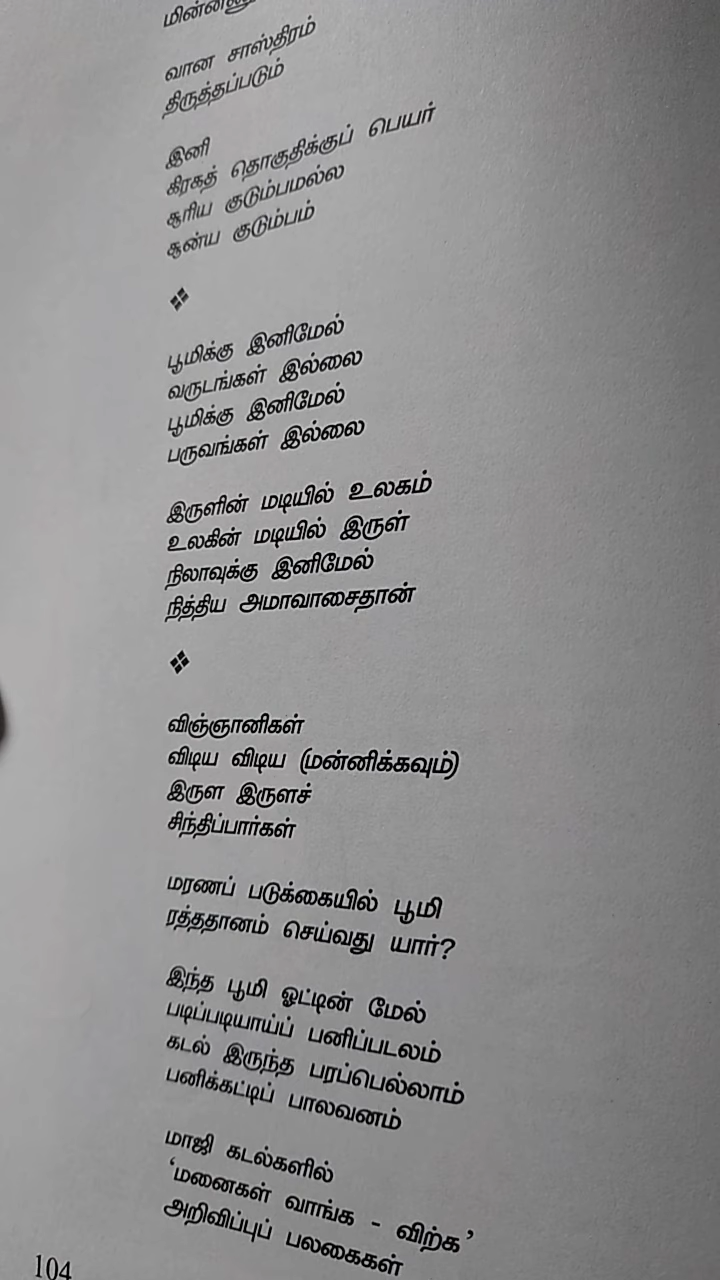 வான சாஸ்திரம்
திருத்தப்படும்
இனி
கிரகத் தொகுதிக்குப் பெயர்
சூரிய குடும்பமல்ல
சூன்ய குடும்பம்
❖
பூமிக்கு இனிமேல்
வருடங்கள் இல்லை
பூமிக்கு இனிமேல்
பருவங்கள் இல்லை
இருளின் மடியில் உலகம்
உலகின் மடியில் இருள்
நிலாவுக்கு இனிமேல்
நித்திய அமாவாசைதான்
❖
விஞ்ஞானிகள்
விடிய விடிய (மன்னிக்கவும்)
இருள இருளச்
சிந்திப்பார்கள்
மரணப் படுக்கையில் பூமி
ரத்ததானம் செய்வது யார்?
இந்த பூமி ஓட்டின் மேல்
படிப்படியாய்ப் பனிப்படலம்
கடல் இருந்த பரப்பெல்லாம்
பனிக்கட்டிப் பாலவனம்
மாஜி கடல்களில்
‘மனைகள் வாங்க - விற்க’
அறிவிப்புப் பலகைகள்
104